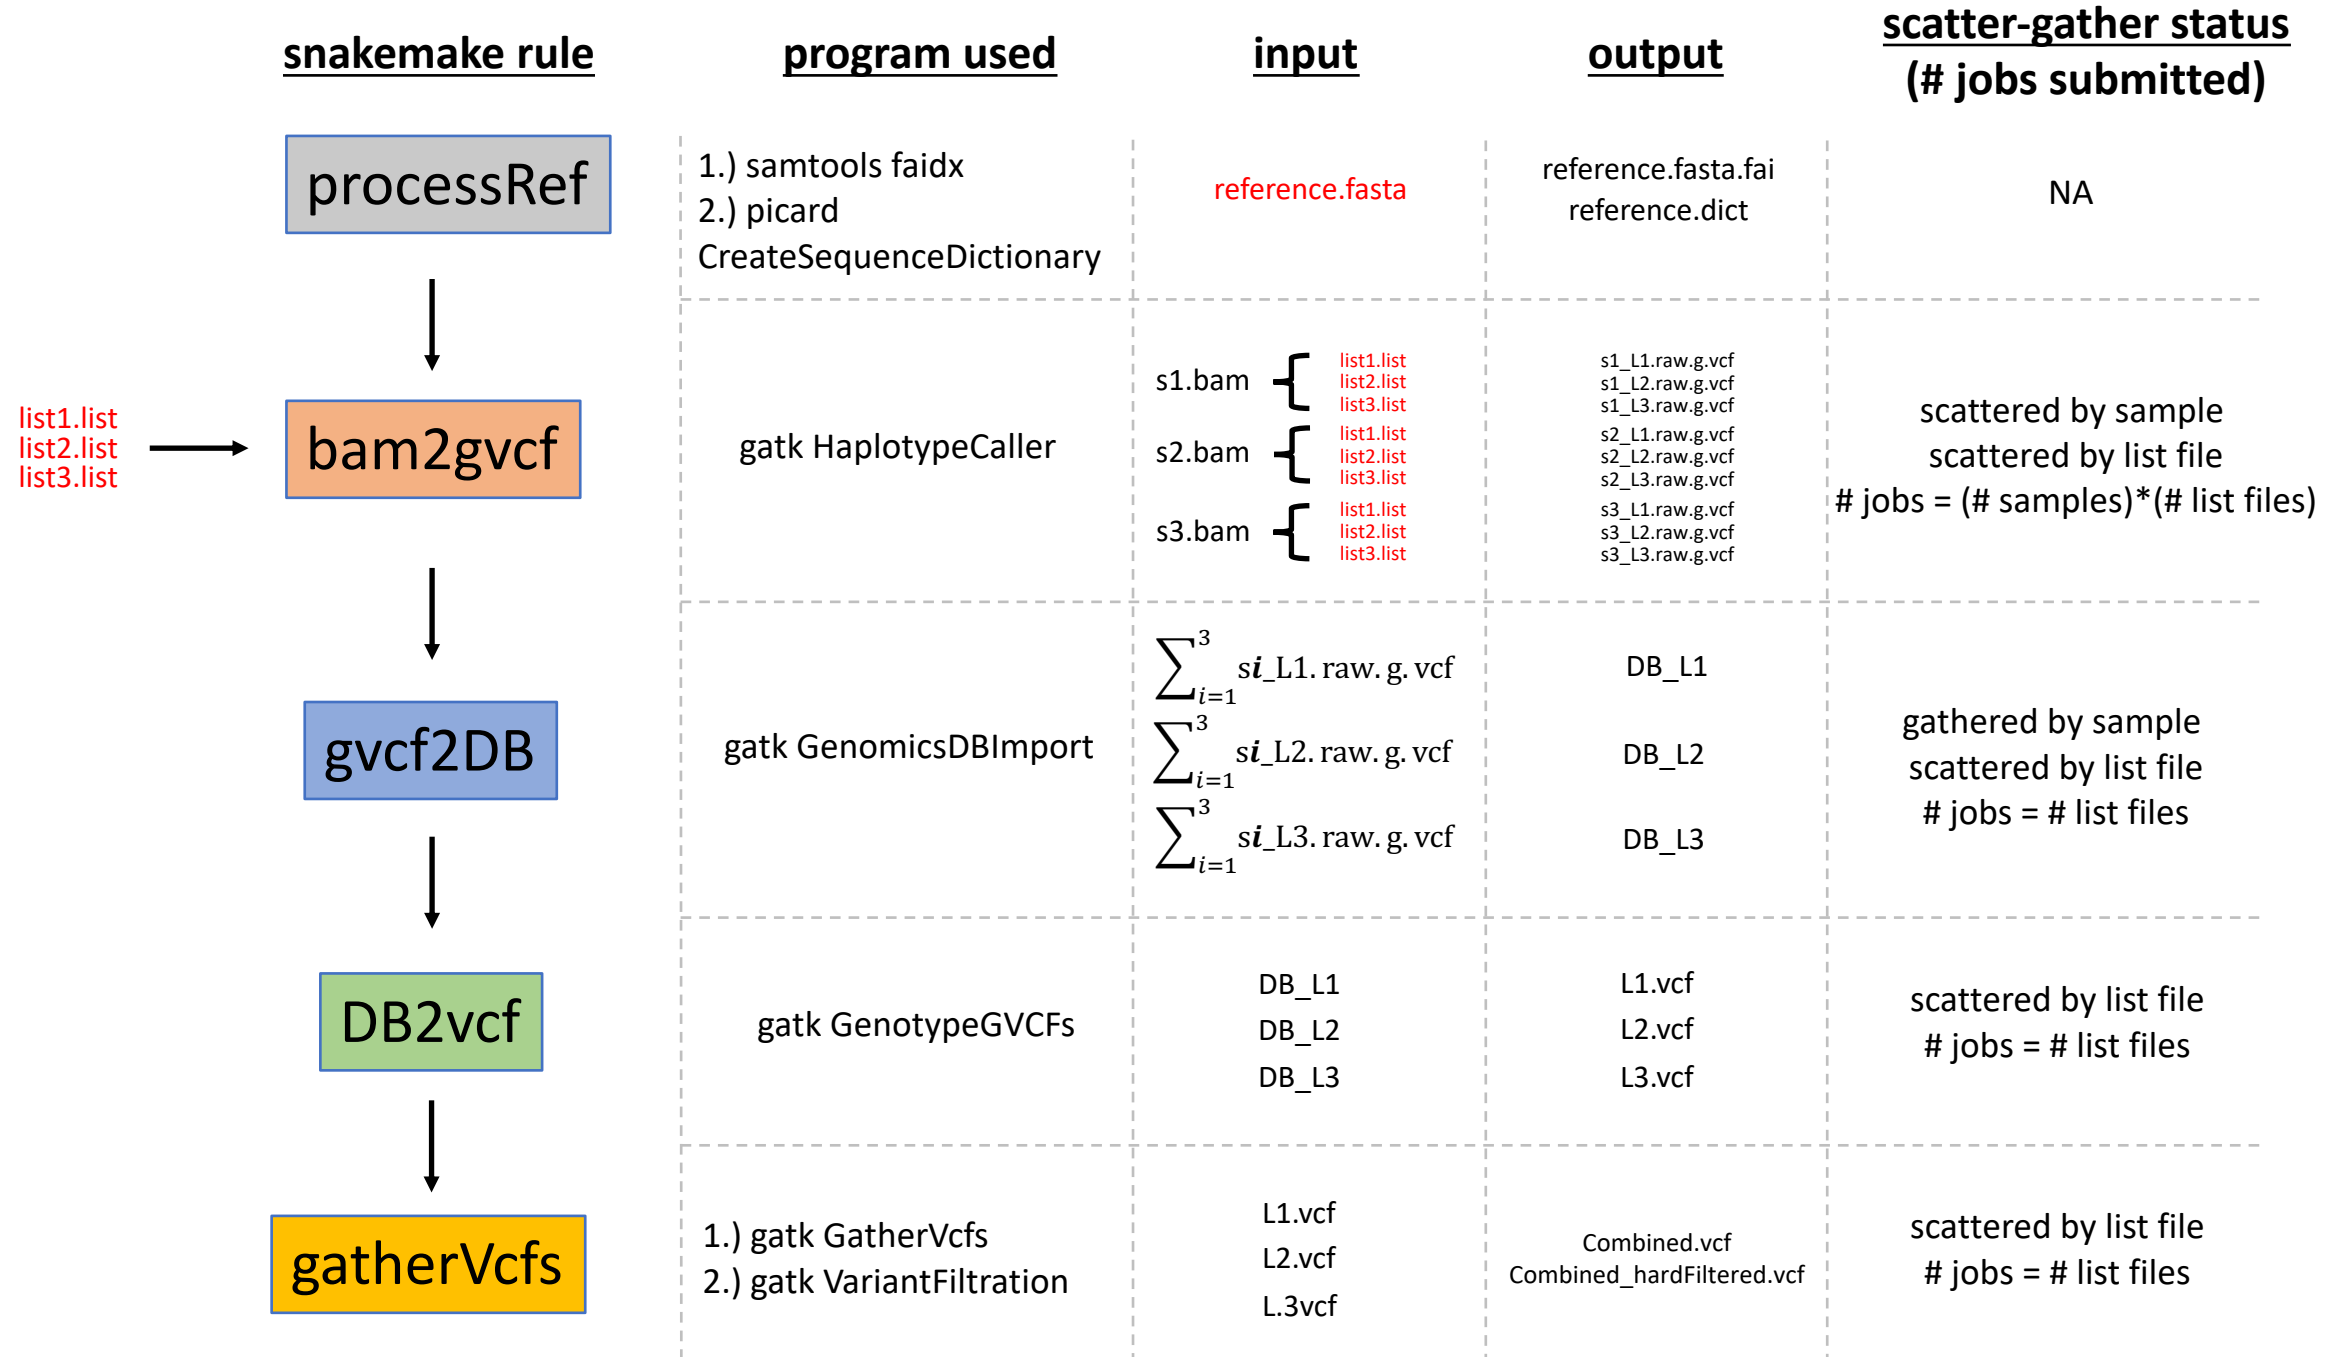 snakemake rule
program used
input
output
scatter-gather status
(# jobs submitted)
processRef
1.) samtools faidx
2.) picard
CreateSequenceDictionary
reference.fasta
reference.fasta.fai
reference.dict
NA
list1.list
list2.list
list3.list
bam2gvcf
gatk HaplotypeCaller
s1.bam
list1.list
list2.list
list3.list
s2.bam
list1.list
list2.list
list3.list
s3.bam
list1.list
list2.list
list3.list
s1_L1.raw.g.vcf
s1_L2.raw.g.vcf
s1_L3.raw.g.vcf
s2_L1.raw.g.vcf
s2_L2.raw.g.vcf
s2_L3.raw.g.vcf
s3_L1.raw.g.vcf
s3_L2.raw.g.vcf
s3_L3.raw.g.vcf
scattered by sample
scattered by list file
# jobs = (# samples)*(# list files)
gvcf2DB
gatk GenomicsDBImport
∑³ᵢ₌₁ si_L1. raw. g. vcf
∑³ᵢ₌₁ si_L2. raw. g. vcf
∑³ᵢ₌₁ si_L3. raw. g. vcf
DB_L1
DB_L2
DB_L3
gathered by sample
scattered by list file
# jobs = # list files
DB2vcf
gatk GenotypeGVCFs
DB_L1
DB_L2
DB_L3
L1.vcf
L2.vcf
L3.vcf
scattered by list file
# jobs = # list files
gatherVcfs
1.) gatk GatherVcfs
2.) gatk VariantFiltration
L1.vcf
L2.vcf
L.3vcf
Combined.vcf
Combined_hardFiltered.vcf
scattered by list file
# jobs = # list files